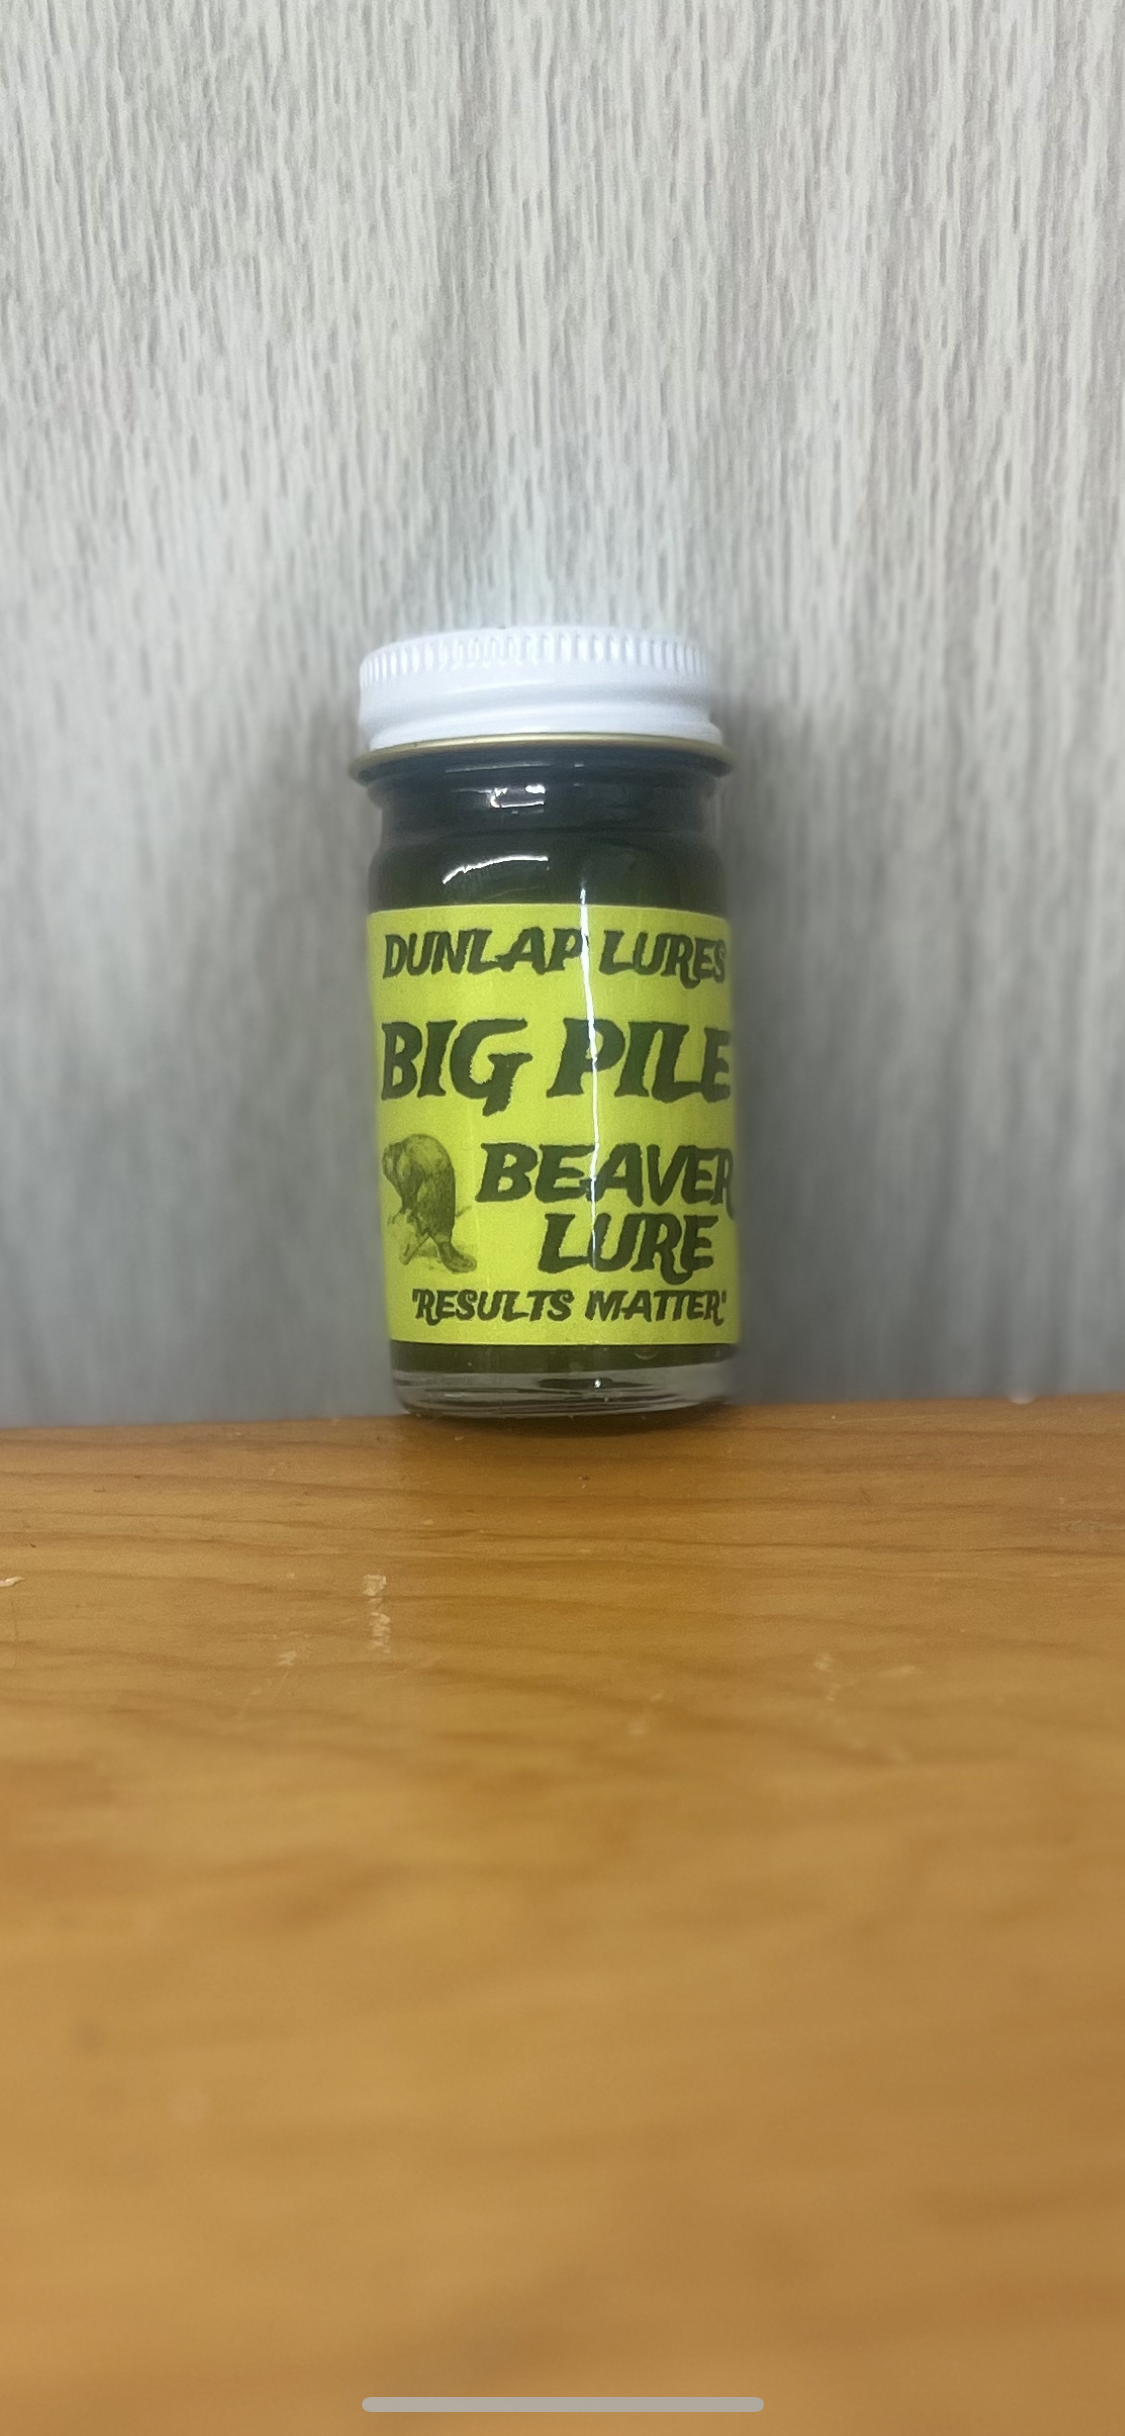 DUNLAP LURES
BIG PILE
BEAVER
LURE
"RESULTS MATTER"